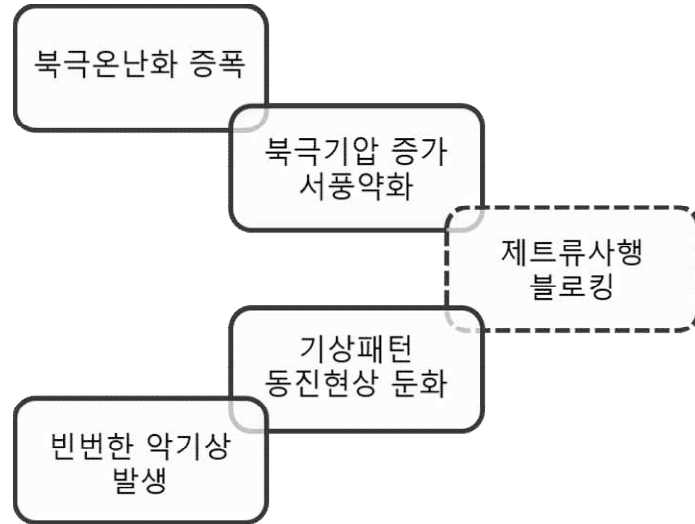 북극온난화 증폭
북극기압 증가
서풍약화
제트류사행
블로킹
기상패턴
동진현상 둔화
빈번한 악기상
발생